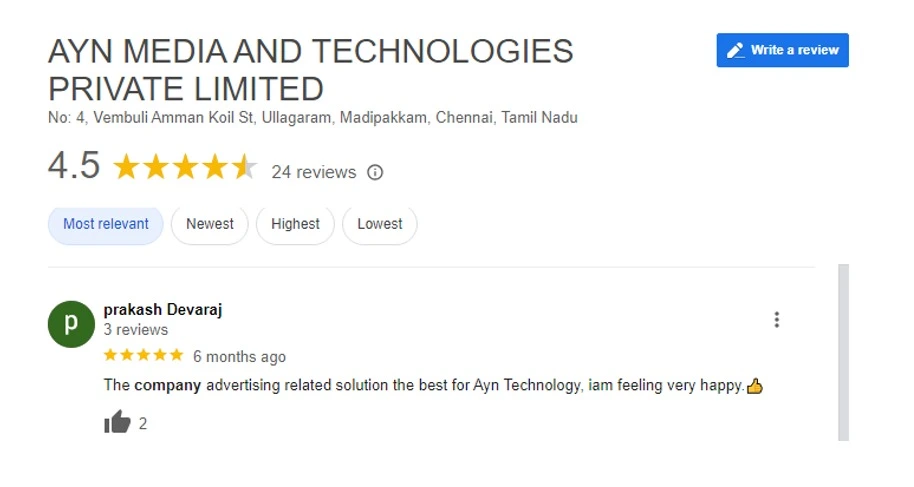 AYN MEDIA AND TECHNOLOGIES
PRIVATE LIMITED
Write a review
No: 4, Vembuli Amman Koil St, Ullagaram, Madipakkam, Chennai, Tamil Nadu
4.5 24 reviews
Most relevant Newest Highest Lowest
p
prakash Devaraj
3 reviews
6 months ago
The company advertising related solution the best for Ayn Technology, iam feeling very happy.👍
2